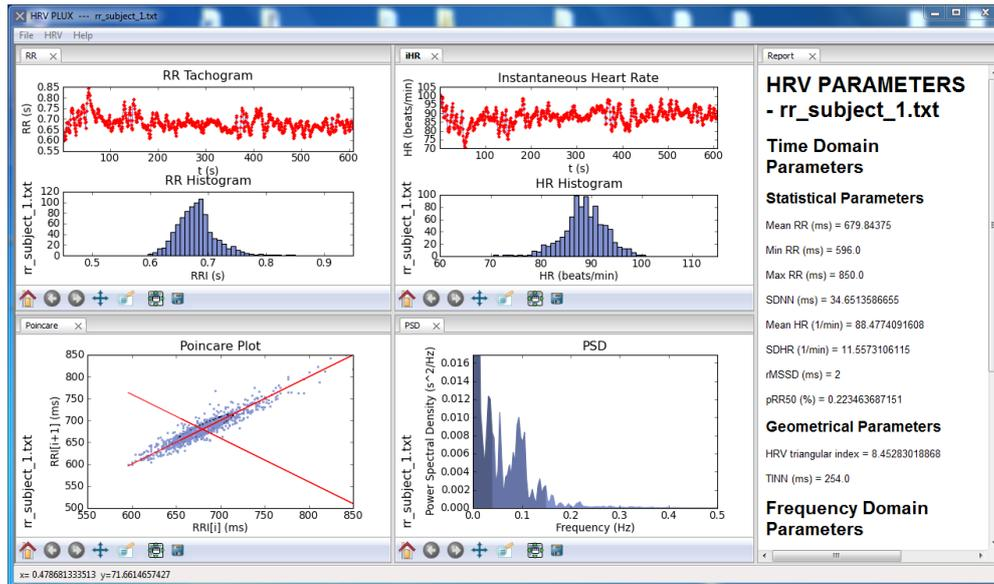 HRV PLUX --- rr_subject_1.txt
File HRV Help
RR
RR Tachogram
RR (s)
0.85
0.80
0.75
0.70
0.65
0.60
0.55
100 200 300 400 500 600
t (s)
RR Histogram
rr_subject_1.txt
120
100
80
60
40
20
0
0.5 0.6 0.7 0.8 0.9
RRI (s)
iHR
Instantaneous Heart Rate
HR (beats/min)
105
100
95
90
85
80
75
70
100 200 300 400 500 600
t (s)
HR Histogram
rr_subject_1.txt
100
80
60
40
20
0
60 70 80 90 100 110
HR (beats/min)
Poincare
Poincare Plot
rr_subject_1.txt
RRI[i+1] (ms)
850
800
750
700
650
600
550
500
550 600 650 700 750 800 850
RRI[i] (ms)
PSD
PSD
rr_subject_1.txt
Power Spectral Density (s^2/Hz)
0.016
0.014
0.012
0.010
0.008
0.006
0.004
0.002
0.000
0.0 0.1 0.2 0.3 0.4 0.5
Frequency (Hz)
Report
HRV PARAMETERS
- rr_subject_1.txt
Time Domain
Parameters
Statistical Parameters
Mean RR (ms) = 679.84375
Min RR (ms) = 596.0
Max RR (ms) = 850.0
SDNN (ms) = 34.6513586655
Mean HR (1/min) = 88.4774091608
SDHR (1/min) = 11.5573106115
rMSSD (ms) = 2
pRR50 (%) = 0.223463687151
Geometrical Parameters
HRV triangular index = 8.45283018868
TINN (ms) = 254.0
Frequency Domain
Parameters
x= 0.478681333513 y=71.6614657427